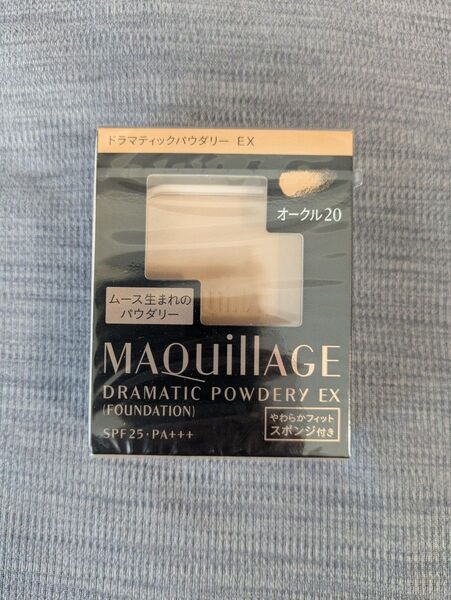 ドラマティックパウダリー EX
オークル20
ムース生まれの
パウダリー
MAQuillAGE
DRAMATIC POWDERY EX
(FOUNDATION)
SPF25・PA+++
やわらかフィット
スポンジ付き